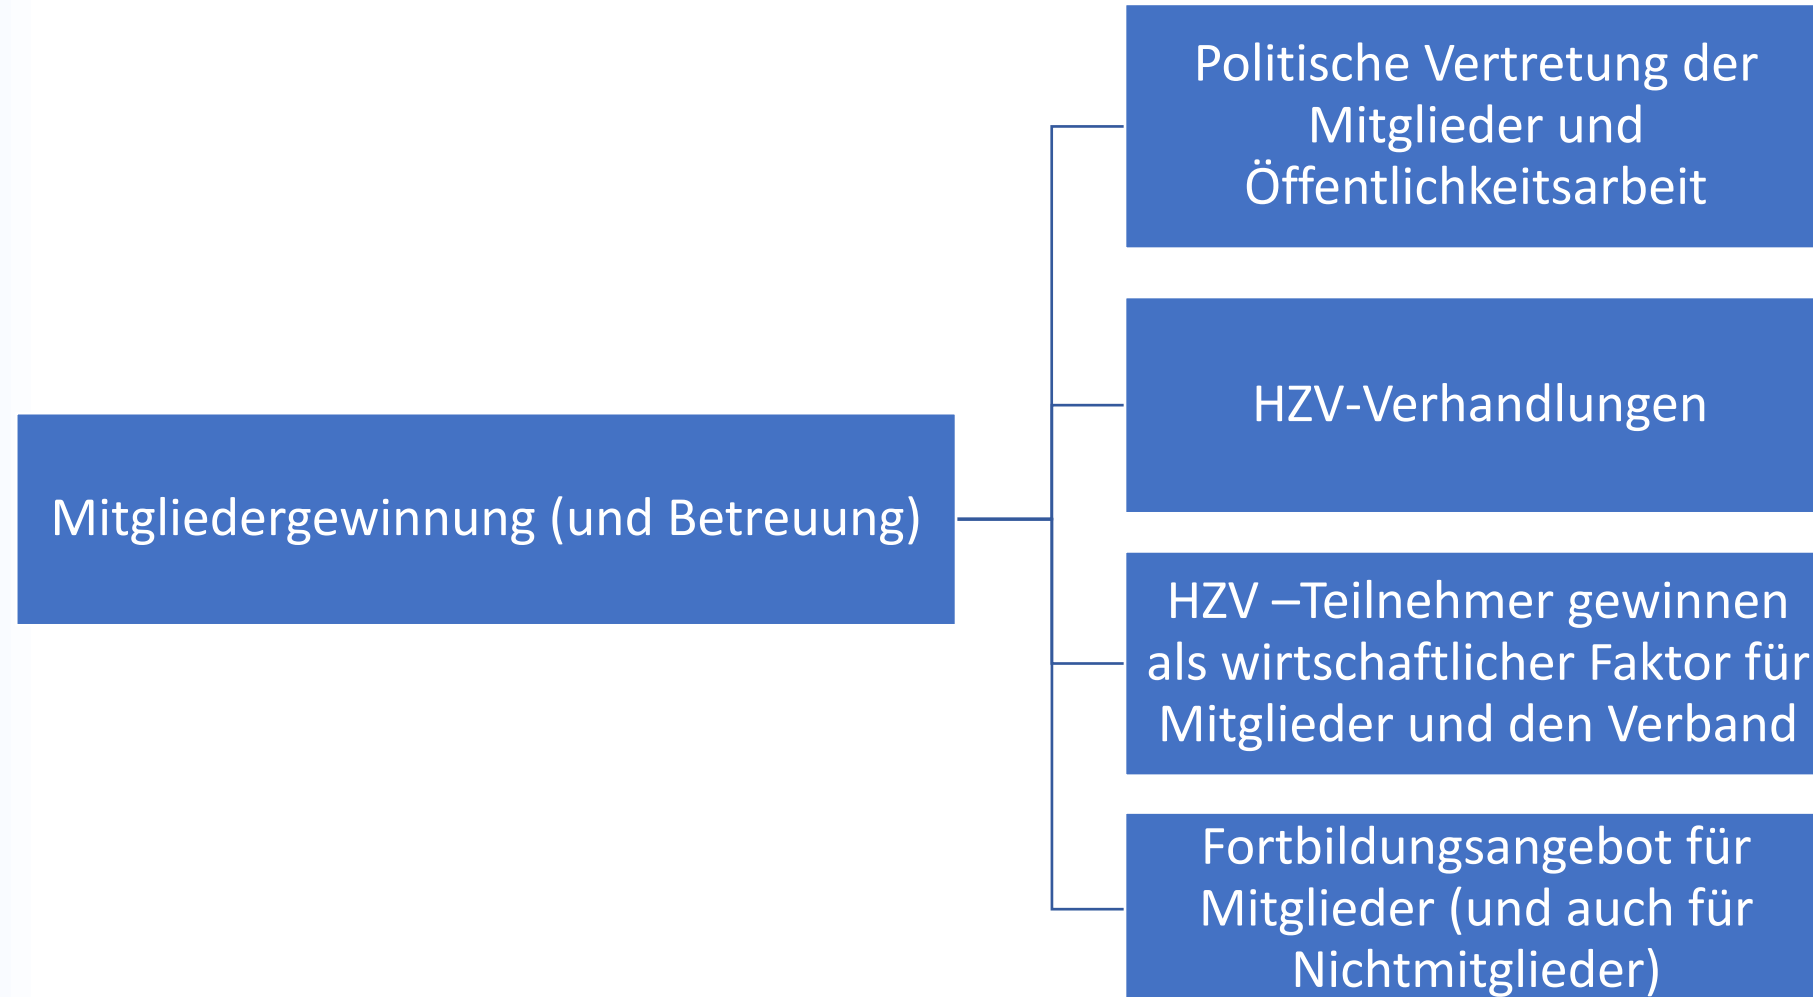 Mitgliedergewinnung (und Betreuung)
Politische Vertretung der
Mitglieder und
Öffentlichkeitsarbeit
HZV-Verhandlungen
HZV –Teilnehmer gewinnen
als wirtschaftlicher Faktor für
Mitglieder und den Verband
Fortbildungsangebot für
Mitglieder (und auch für
Nichtmitglieder)